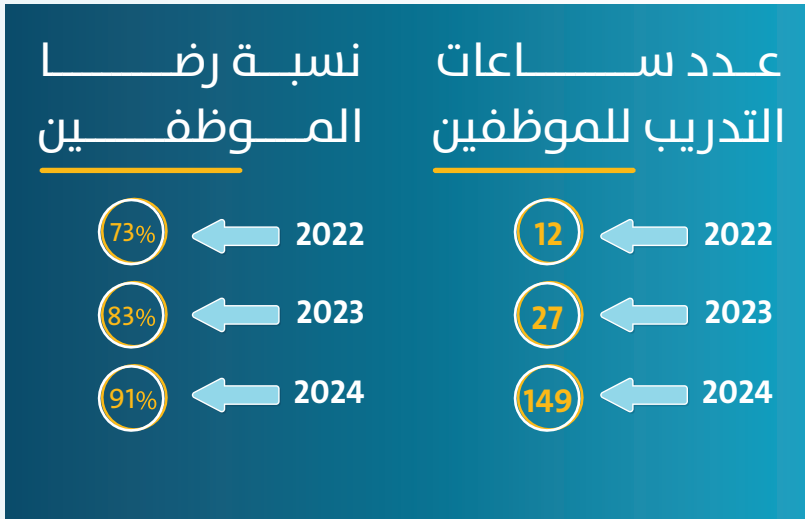 عدد ساعات
التدريب للموظفين
2022 12
2023 27
2024 149
نسبة رضا
الموظفين
2022 73%
2023 83%
2024 91%